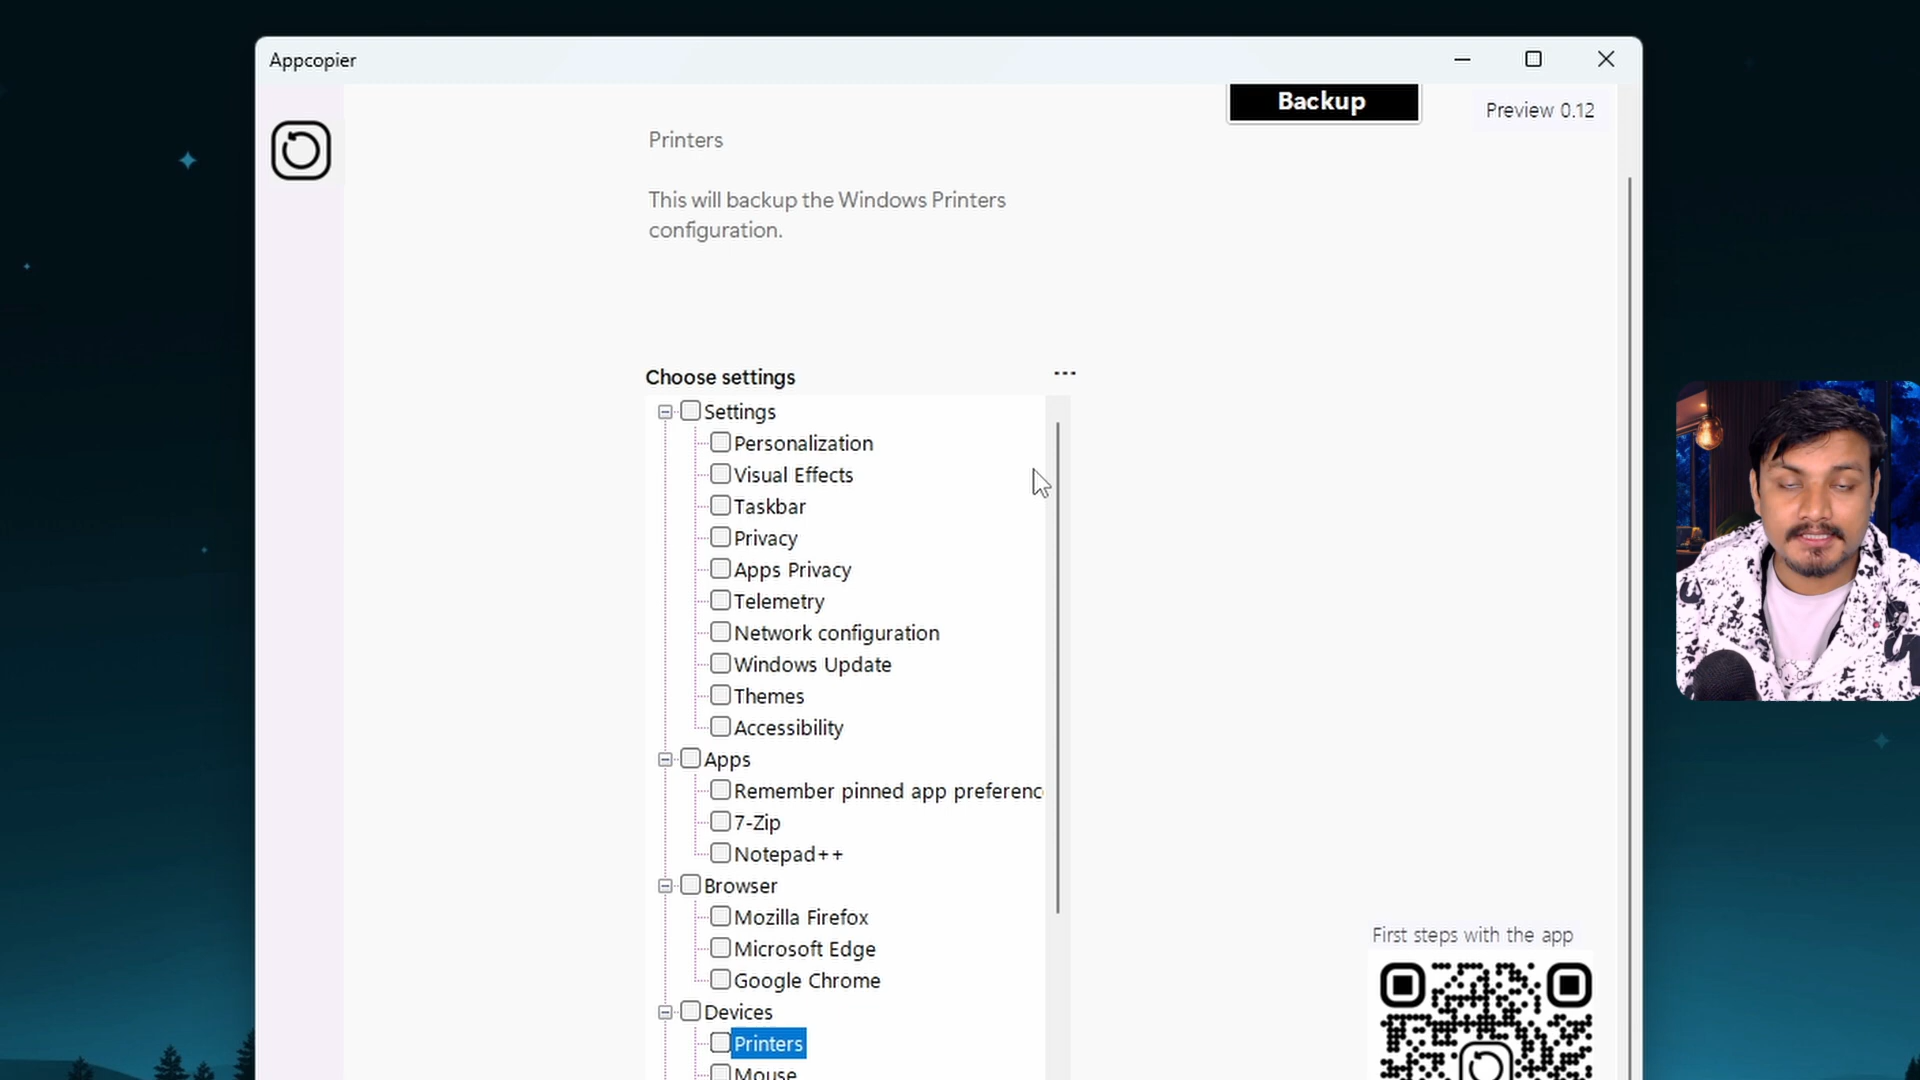 Appcopier
Backup
Preview 0.12
Printers
This will backup the Windows Printers
configuration.
Choose settings
Settings
Personalization
Visual Effects
Taskbar
Privacy
Apps Privacy
Telemetry
Network configuration
Windows Update
Themes
Accessibility
Apps
Remember pinned app preferenc
7-Zip
Notepad++
Browser
Mozilla Firefox
Microsoft Edge
Google Chrome
Devices
Printers
Mouse
First steps with the app